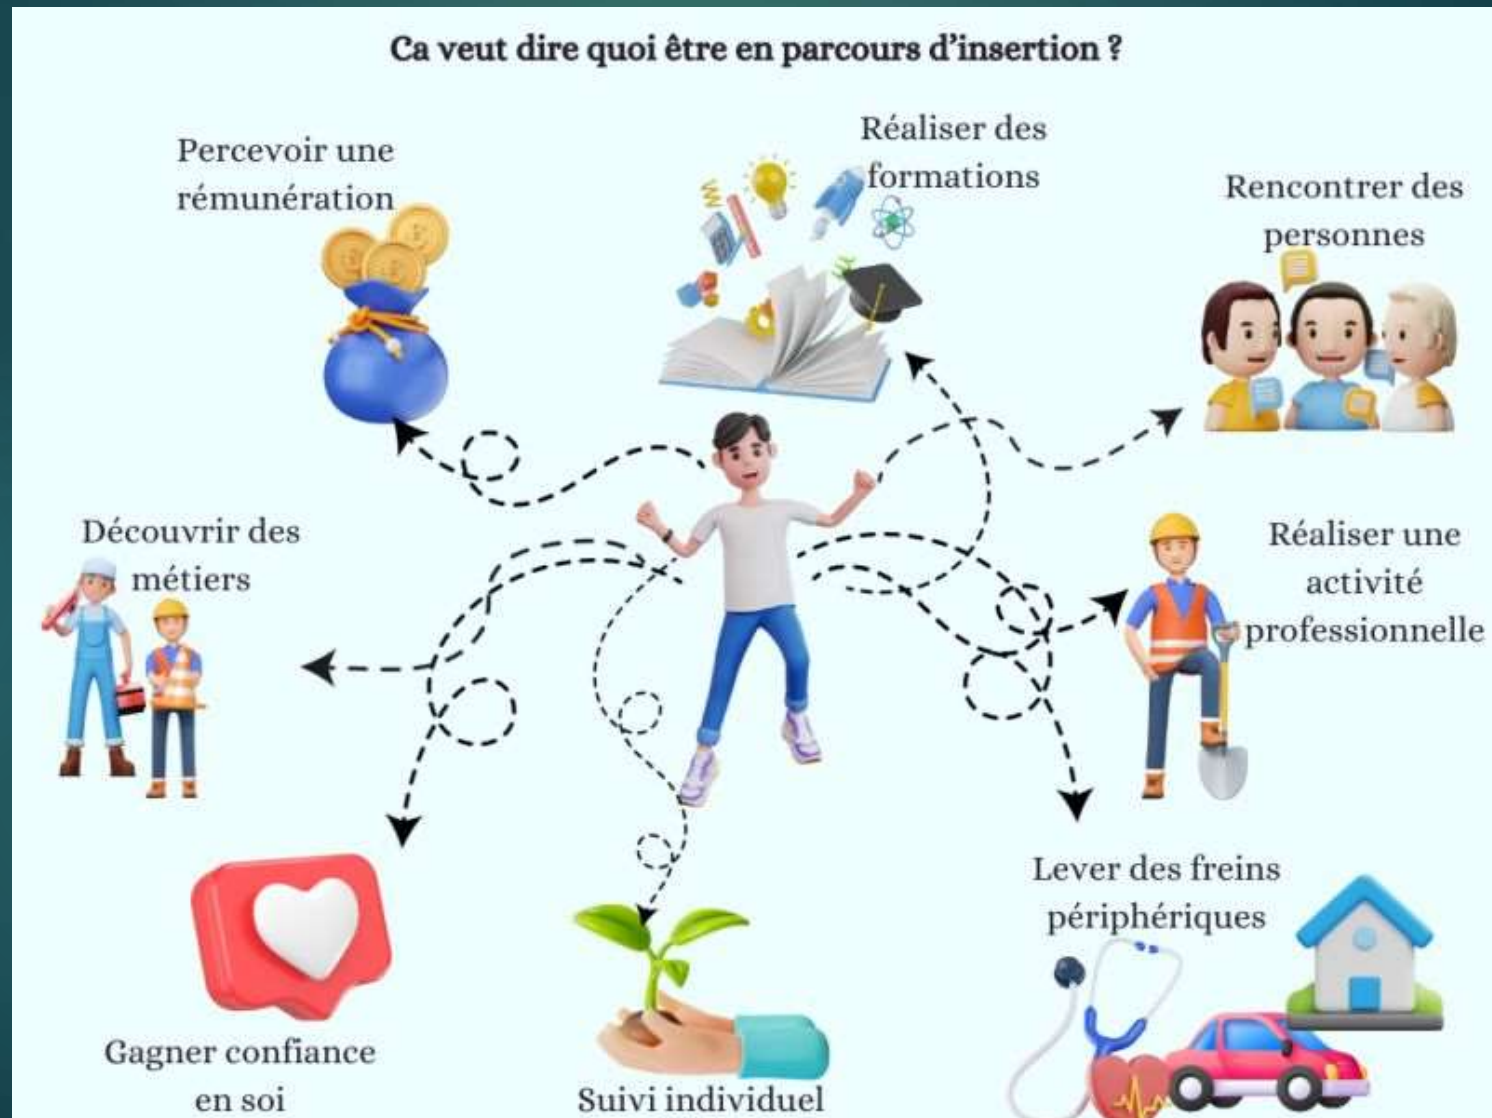 Ca veut dire quoi être en parcours d'insertion ?
Percevoir une
rémunération
Réaliser des
formations
Rencontrer des
personnes
Découvrir des
métiers
Réaliser une
activité
professionnelle
Gagner confiance
en soi
Suivi individuel
Lever des freins
périphériques